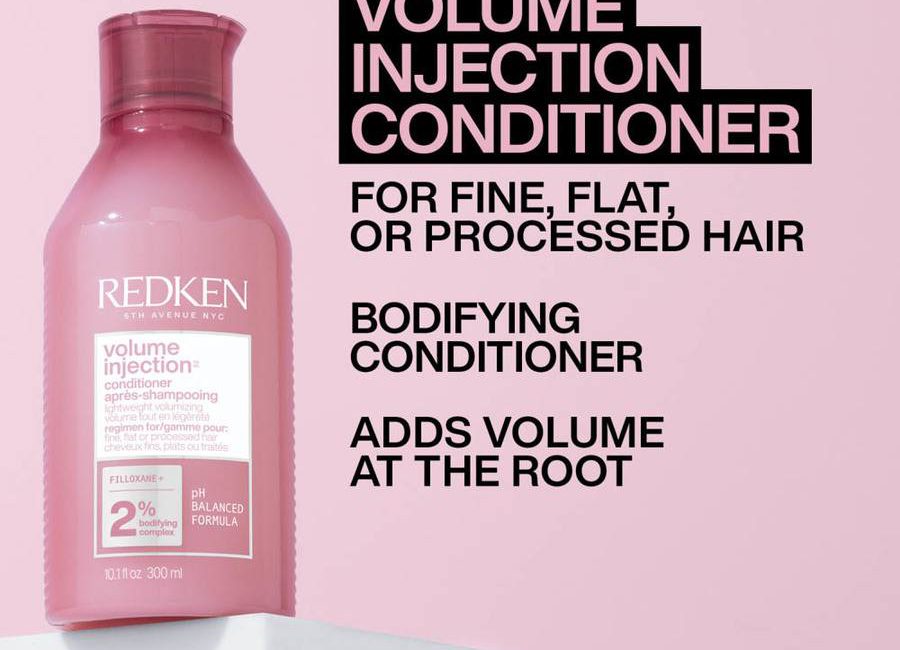 VOLUME
INJECTION
CONDITIONER
FOR FINE, FLAT,
OR PROCESSED HAIR
BODIFYING
CONDITIONER
ADDS VOLUME
AT THE ROOT
REDKEN
5TH AVENUE NYC
volume
injection
conditioner
après-shampooing
lightweight volumizing
volume tout en légèreté
regimen for/gamme pour:
fine, flat or processed hair
cheveux fins, plats ou traités
FILLOXANE+
2%
bodifying
complex
pH
BALANCED
FORMULA
10.1 fl oz 300 ml